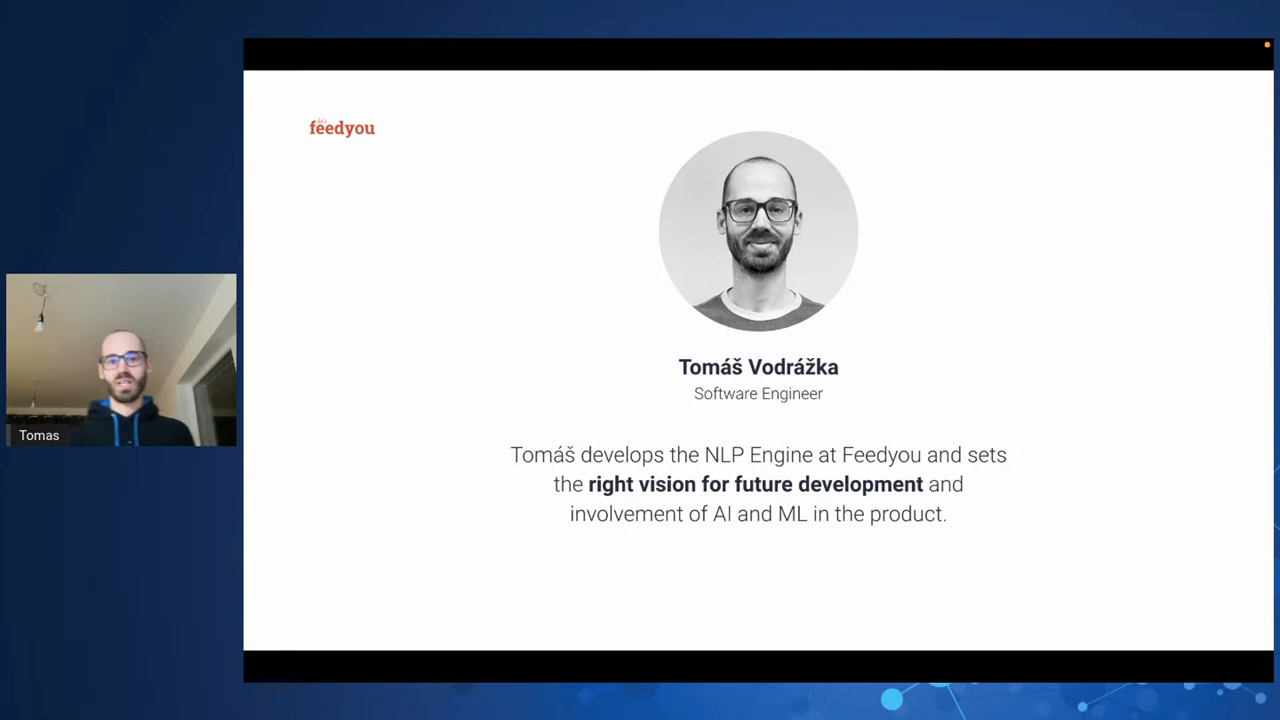 feedyou
Tomáš Vodrážka
Software Engineer
Tomáš develops the NLP Engine at Feedyou and sets
the right vision for future development and
involvement of AI and ML in the product.
Tomas